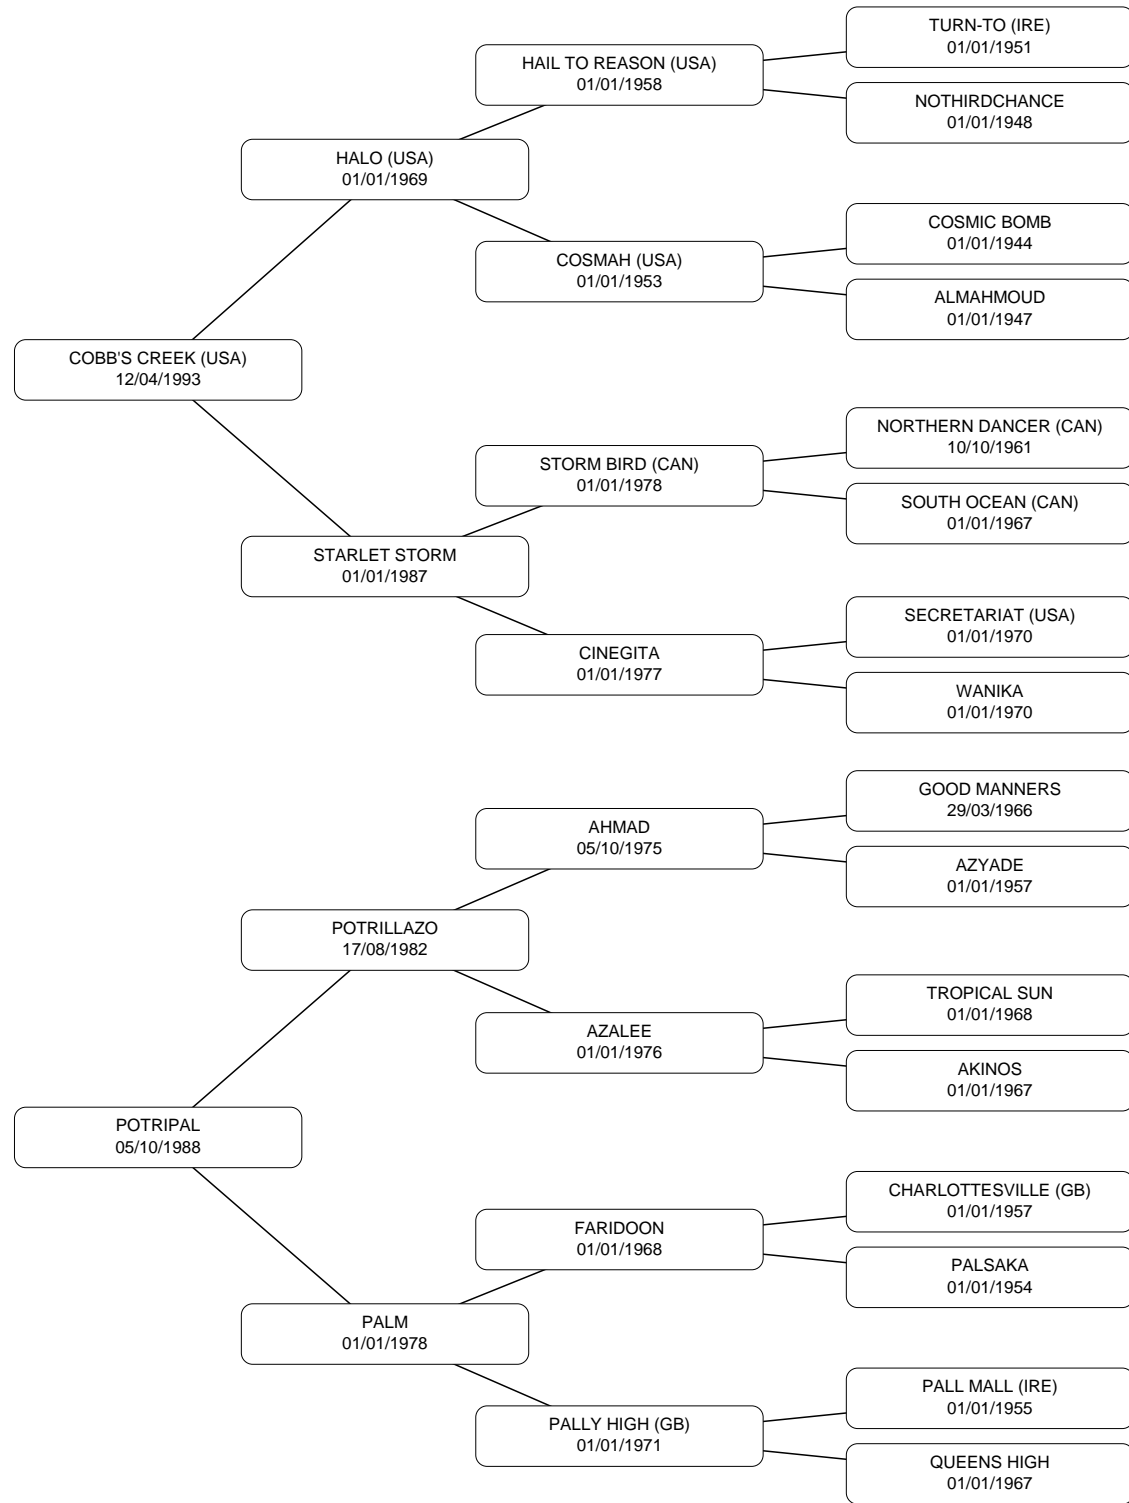 TURN-TO (IRE)
01/01/1951
HAIL TO REASON (USA)
01/01/1958
NOTHIRDCHANCE
01/01/1948
HALO (USA)
01/01/1969
COSMIC BOMB
01/01/1944
COSMAH (USA)
01/01/1953
ALMAHMOUD
01/01/1947
COBB'S CREEK (USA)
12/04/1993
NORTHERN DANCER (CAN)
10/10/1961
STORM BIRD (CAN)
01/01/1978
SOUTH OCEAN (CAN)
01/01/1967
STARLET STORM
01/01/1987
SECRETARIAT (USA)
01/01/1970
CINEGITA
01/01/1977
WANIKA
01/01/1970
GOOD MANNERS
29/03/1966
AHMAD
05/10/1975
AZYADE
01/01/1957
POTRILLAZO
17/08/1982
TROPICAL SUN
01/01/1968
AZALEE
01/01/1976
AKINOS
01/01/1967
POTRIPAL
05/10/1988
CHARLOTTESVILLE (GB)
01/01/1957
FARIDOON
01/01/1968
PALSAKA
01/01/1954
PALM
01/01/1978
PALL MALL (IRE)
01/01/1955
PALLY HIGH (GB)
01/01/1971
QUEENS HIGH
01/01/1967